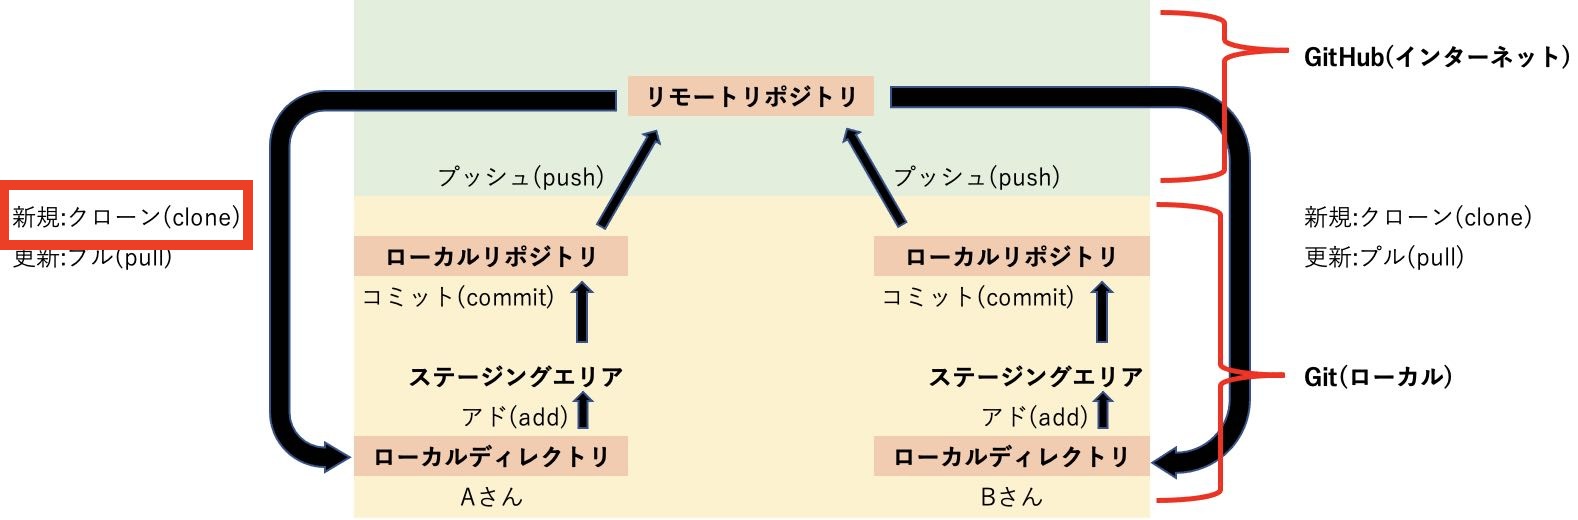 GitHub(インターネット)
リモートリポジトリ
プッシュ(push)
プッシュ(push)
新規:クローン(clone)
更新:プル(pull)
新規:クローン(clone)
更新:プル(pull)
ローカルリポジトリ
ローカルリポジトリ
コミット(commit)
コミット(commit)
ステージングエリア
ステージングエリア
Git(ローカル)
アド(add)
アド(add)
ローカルディレクトリ
ローカルディレクトリ
Aさん
Bさん